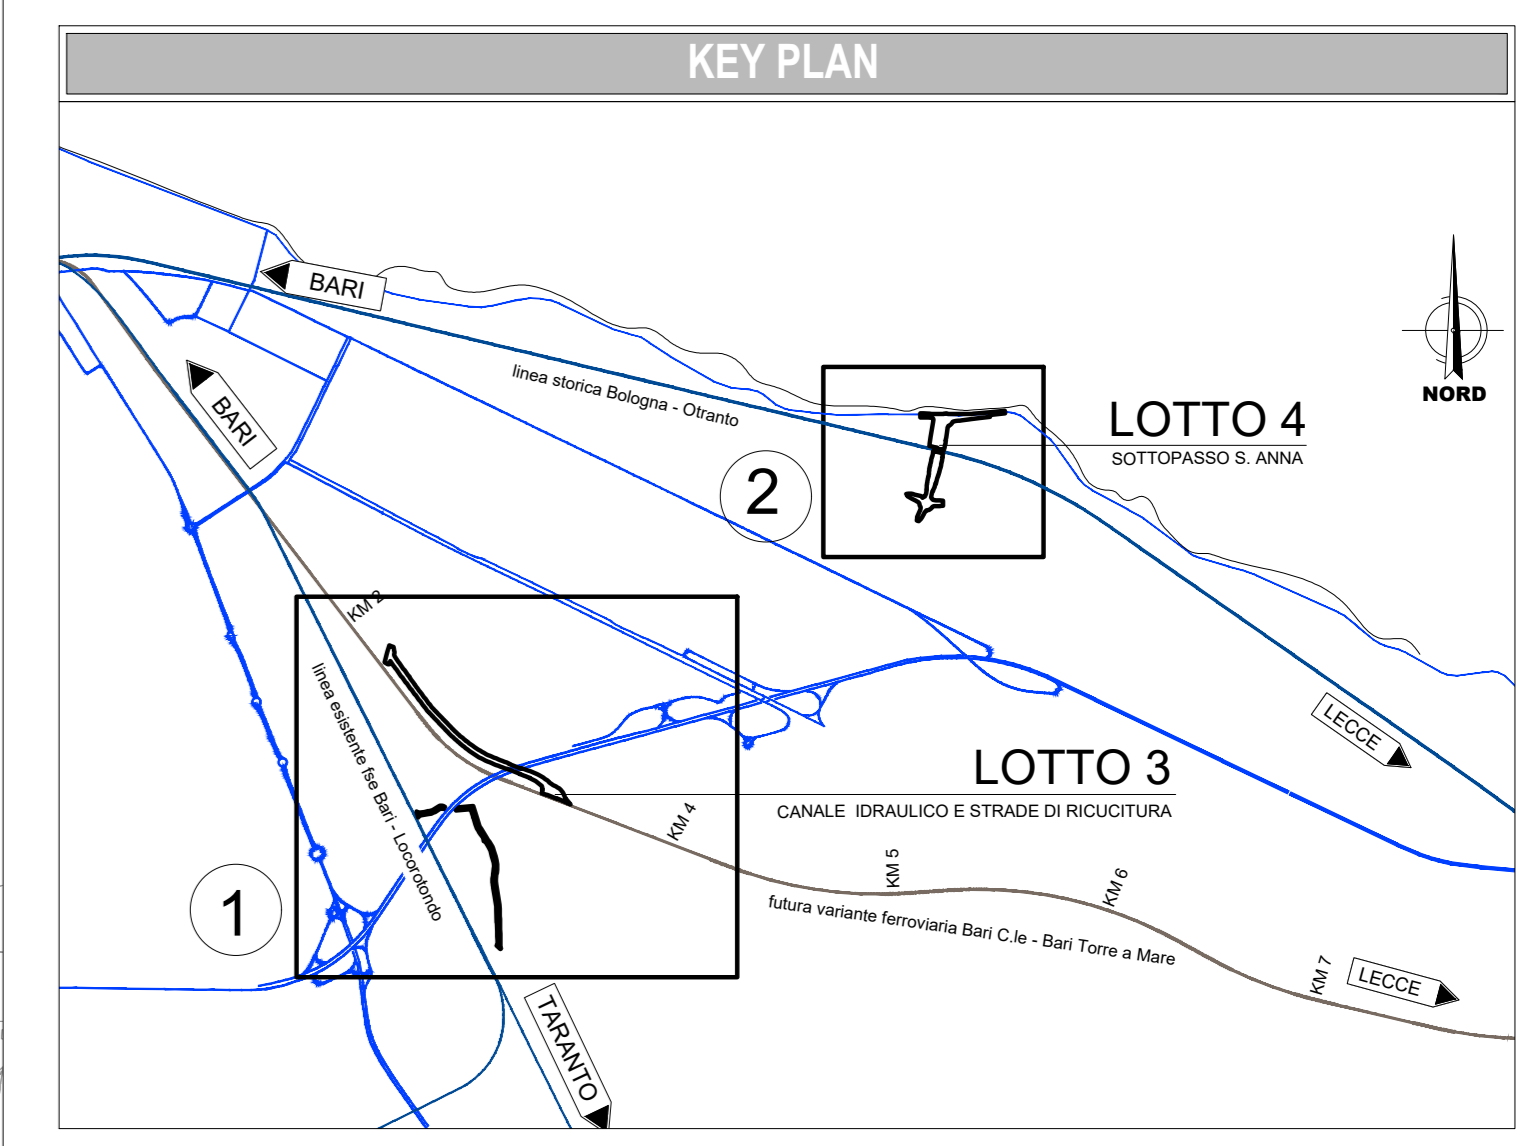 KEY PLAN
BARI
BARI
linea storica Bologna - Otranto
NORD
LOTTO 4
SOTTOPASSO S. ANNA
2
KM 2
linea esistente fse Bari - Locorotondo
LECCE
LOTTO 3
CANALE IDRAULICO E STRADE DI RICUCITURA
KM 4
KM 5
KM 6
1
futura variante ferroviaria Bari C.le - Bari Torre a Mare
KM 7
LECCE
TARANTO